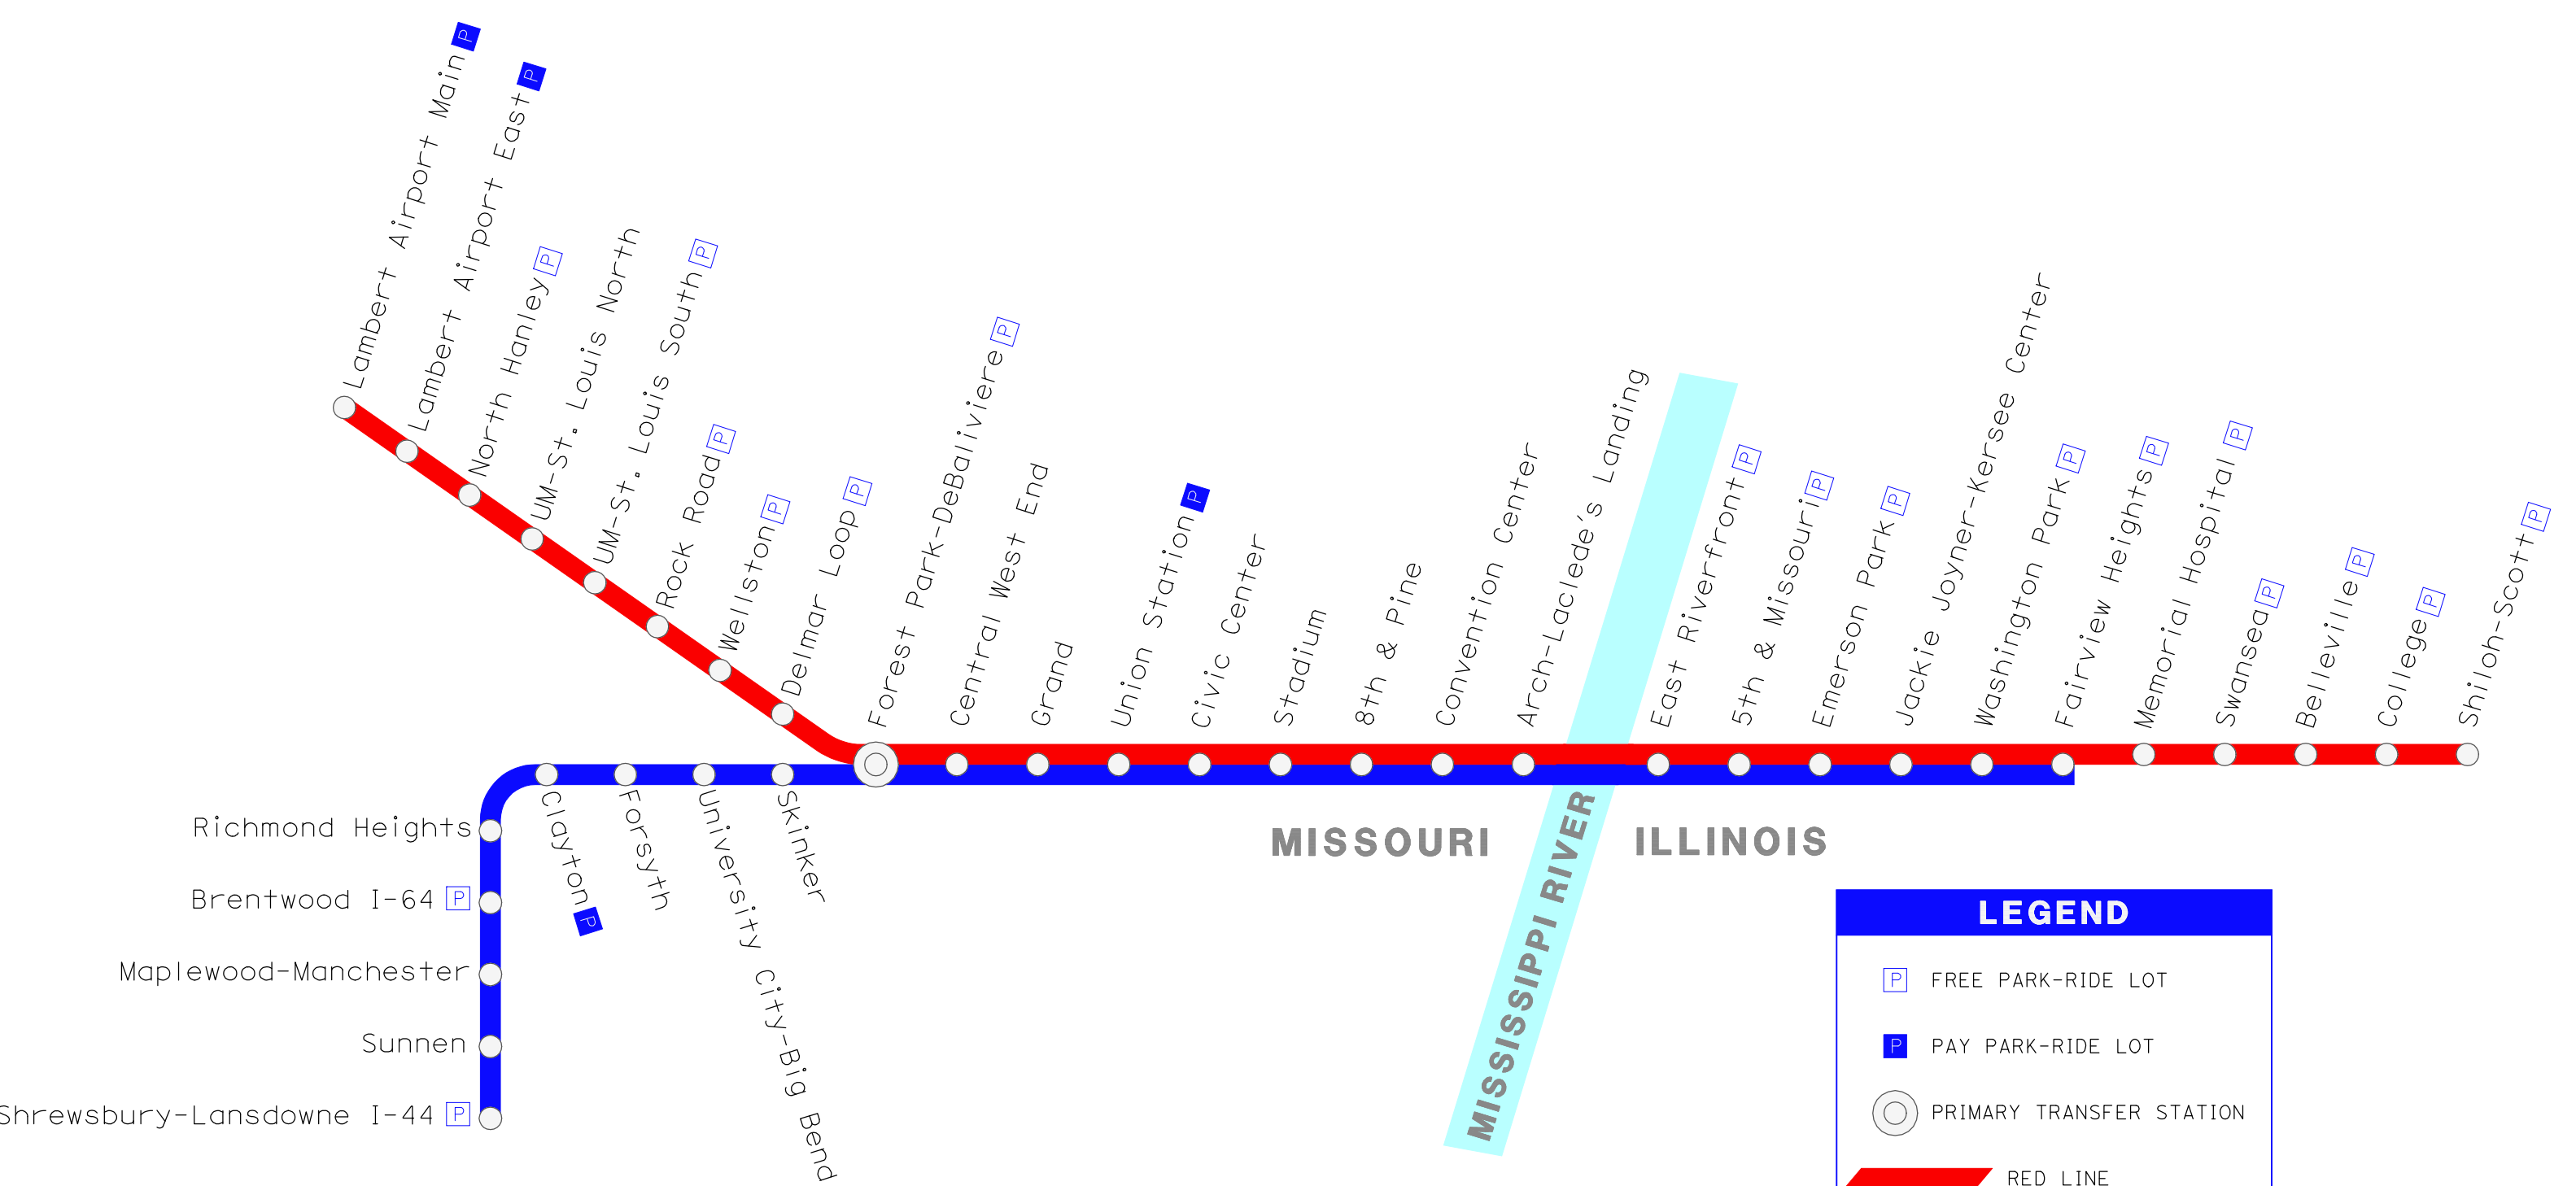 Lambert Airport Main P
Lambert Airport East P
North Hanley P
UM-St. Louis North
UM-St. Louis South P
Rock Road P
Wellston P
Delmar Loop P
Forest Park-DeBaliviere P
Central West End
Grand
Union Station P
Civic Center
Stadium
8th & Pine
Convention Center
Arch-Laclede's Landing
East Riverfront P
5th & Missouri P
Emerson Park P
Jackie Joyner-Kersee Center
Washington Park P
Fairview Heights P
Memorial Hospital P
Swansea P
Belleville P
College P
Shiloh-Scott P
Clayton P
Forsyth
University City-Big Bend
Skinker
Richmond Heights
Brentwood I-64 P
Maplewood-Manchester
Sunnen
Shrewsbury-Lansdowne I-44 P
MISSOURI
MISSISSIPPI RIVER
ILLINOIS
LEGEND
P FREE PARK-RIDE LOT
P PAY PARK-RIDE LOT
PRIMARY TRANSFER STATION
RED LINE